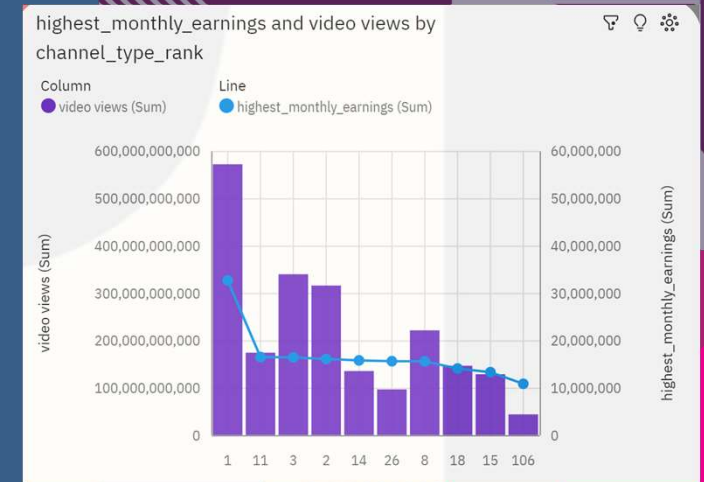 highest_monthly_earnings and video views by
channel_type_rank
Column
Line
video views (Sum)
highest_monthly_earnings (Sum)
600,000,000,000
60,000,000
500,000,000,000
50,000,000
400,000,000,000
40,000,000
300,000,000,000
30,000,000
200,000,000,000
20,000,000
100,000,000,000
10,000,000
0
0
video views (Sum)
highest_monthly_earnings (Sum)
1 11 3 2 14 26 8 18 15 106